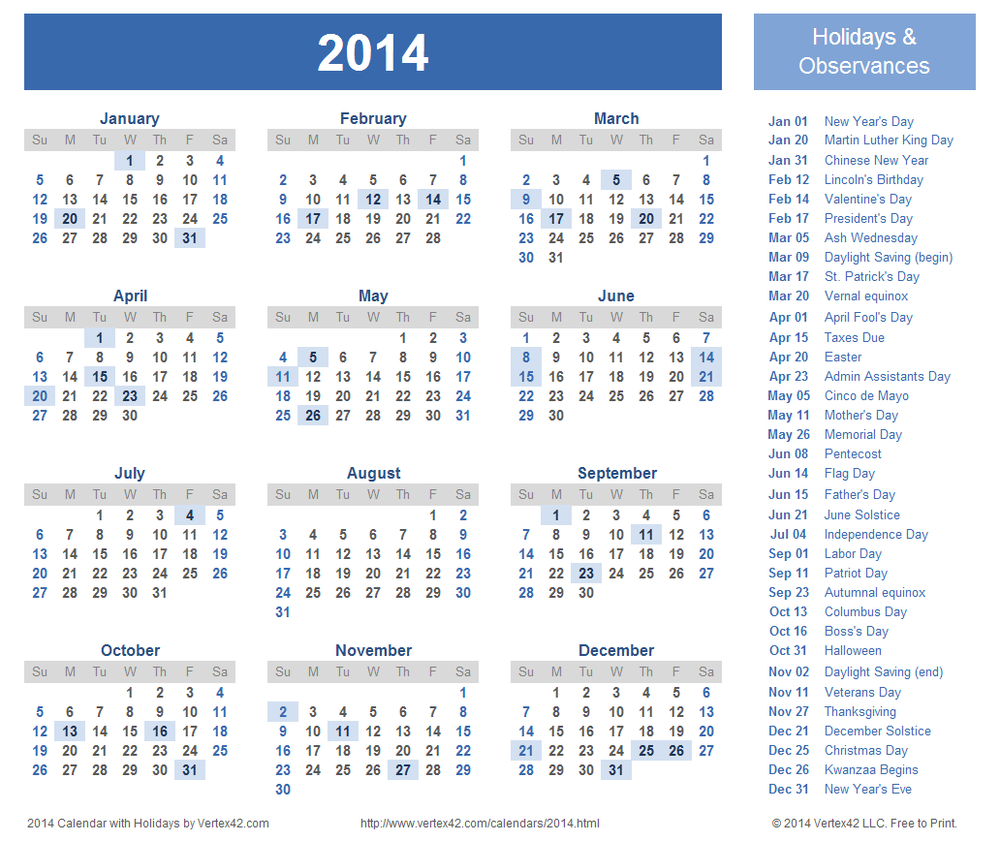 2014
January
Su M Tu W Th F Sa
1 2 3 4
5 6 7 8 9 10 11
12 13 14 15 16 17 18
19 20 21 22 23 24 25
26 27 28 29 30 31
February
Su M Tu W Th F Sa
1
2 3 4 5 6 7 8
9 10 11 12 13 14 15
16 17 18 19 20 21 22
23 24 25 26 27 28
March
Su M Tu W Th F Sa
1
2 3 4 5 6 7 8
9 10 11 12 13 14 15
16 17 18 19 20 21 22
23 24 25 26 27 28 29
30 31
April
Su M Tu W Th F Sa
1 2 3 4 5
6 7 8 9 10 11 12
13 14 15 16 17 18 19
20 21 22 23 24 25 26
27 28 29 30
May
Su M Tu W Th F Sa
1 2 3
4 5 6 7 8 9 10
11 12 13 14 15 16 17
18 19 20 21 22 23 24
25 26 27 28 29 30 31
June
Su M Tu W Th F Sa
1 2 3 4 5 6 7
8 9 10 11 12 13 14
15 16 17 18 19 20 21
22 23 24 25 26 27 28
29 30
July
Su M Tu W Th F Sa
1 2 3 4 5
6 7 8 9 10 11 12
13 14 15 16 17 18 19
20 21 22 23 24 25 26
27 28 29 30 31
August
Su M Tu W Th F Sa
1 2
3 4 5 6 7 8 9
10 11 12 13 14 15 16
17 18 19 20 21 22 23
24 25 26 27 28 29 30
31
September
Su M Tu W Th F Sa
1 2 3 4 5 6
7 8 9 10 11 12 13
14 15 16 17 18 19 20
21 22 23 24 25 26 27
28 29 30
October
Su M Tu W Th F Sa
1 2 3 4
5 6 7 8 9 10 11
12 13 14 15 16 17 18
19 20 21 22 23 24 25
26 27 28 29 30 31
November
Su M Tu W Th F Sa
1
2 3 4 5 6 7 8
9 10 11 12 13 14 15
16 17 18 19 20 21 22
23 24 25 26 27 28 29
30
December
Su M Tu W Th F Sa
1 2 3 4 5 6
7 8 9 10 11 12 13
14 15 16 17 18 19 20
21 22 23 24 25 26 27
28 29 30 31
Holidays &
Observances
Jan 01 New Year's Day
Jan 20 Martin Luther King Day
Jan 31 Chinese New Year
Feb 12 Lincoln's Birthday
Feb 14 Valentine's Day
Feb 17 President's Day
Mar 05 Ash Wednesday
Mar 09 Daylight Saving (begin)
Mar 17 St. Patrick's Day
Mar 20 Vernal equinox
Apr 01 April Fool's Day
Apr 15 Taxes Due
Apr 20 Easter
Apr 23 Admin Assistants Day
May 05 Cinco de Mayo
May 11 Mother's Day
May 26 Memorial Day
Jun 08 Pentecost
Jun 14 Flag Day
Jun 15 Father's Day
Jun 21 June Solstice
Jul 04 Independence Day
Sep 01 Labor Day
Sep 11 Patriot Day
Sep 23 Autumnal equinox
Oct 13 Columbus Day
Oct 16 Boss's Day
Oct 31 Halloween
Nov 02 Daylight Saving (end)
Nov 11 Veterans Day
Nov 27 Thanksgiving
Dec 21 December Solstice
Dec 25 Christmas Day
Dec 26 Kwanzaa Begins
Dec 31 New Year's Eve
2014 Calendar with Holidays by Vertex42.com
http://www.vertex42.com/calendars/2014.html
© 2014 Vertex42 LLC. Free to Print.